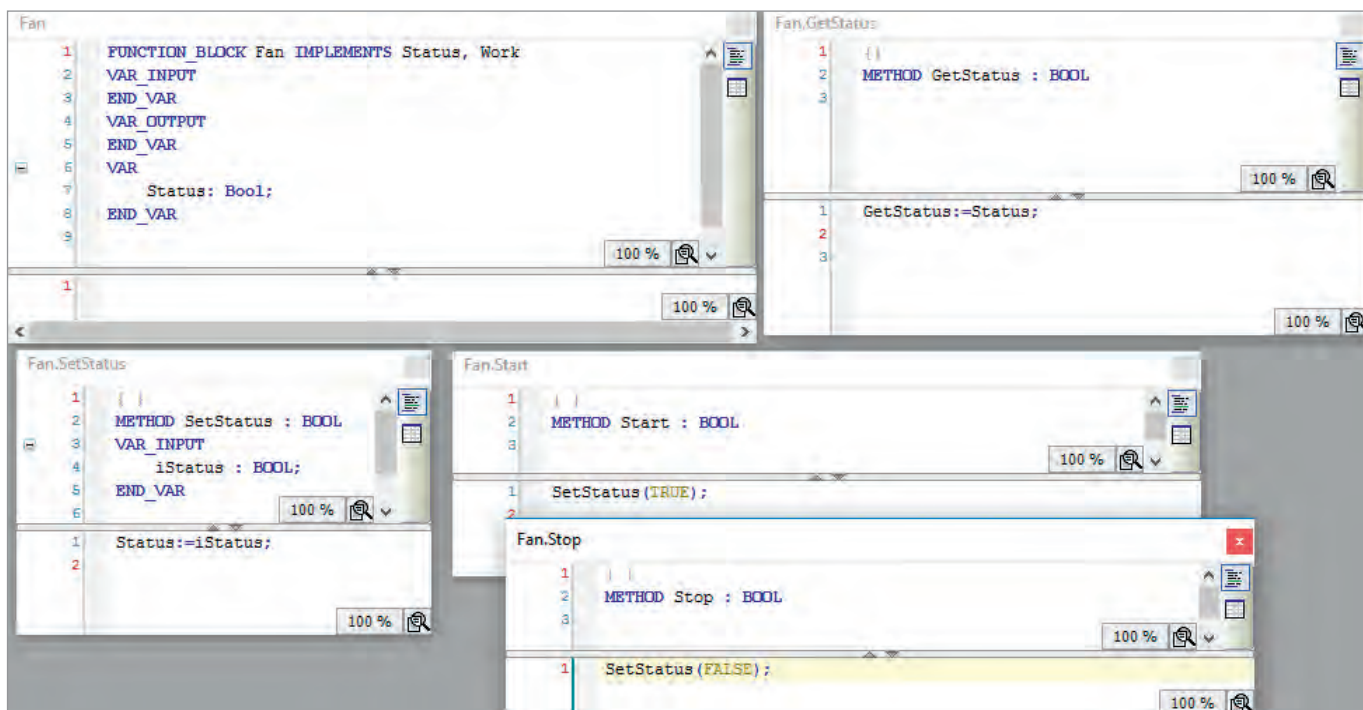 Fan
1 FUNCTION_BLOCK Fan IMPLEMENTS Status, Work
2 VAR_INPUT
3 END_VAR
4 VAR_OUTPUT
5 END_VAR
6 VAR
7 Status: Bool;
8 END_VAR
9
100 %
1
100 %
Fan.GetStatus
1 {}
2 METHOD GetStatus : BOOL
3
100 %
1 GetStatus:=Status;
2
3
100 %
Fan.SetStatus
1 { }
2 METHOD SetStatus : BOOL
3 VAR_INPUT
4 iStatus : BOOL;
5 END_VAR
6
100 %
1 Status:=iStatus;
2
100 %
Fan.Start
1 { }
2 METHOD Start : BOOL
3
100 %
1 SetStatus(TRUE);
2
Fan.Stop
1 { }
2 METHOD Stop : BOOL
3
100 %
1 SetStatus(FALSE);
100 %